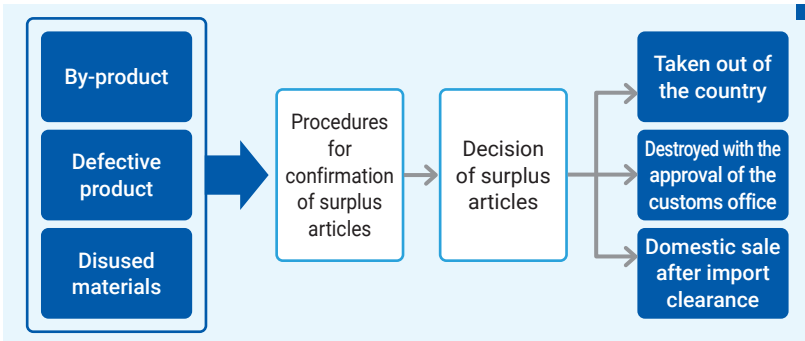 By-product
Defective
product
Disused
materials
Procedures
for
confirmation
of surplus
articles
Decision
of surplus
articles
Taken out of
the country
Destroyed with the
approval of the
customs office
Domestic sale
after import
clearance